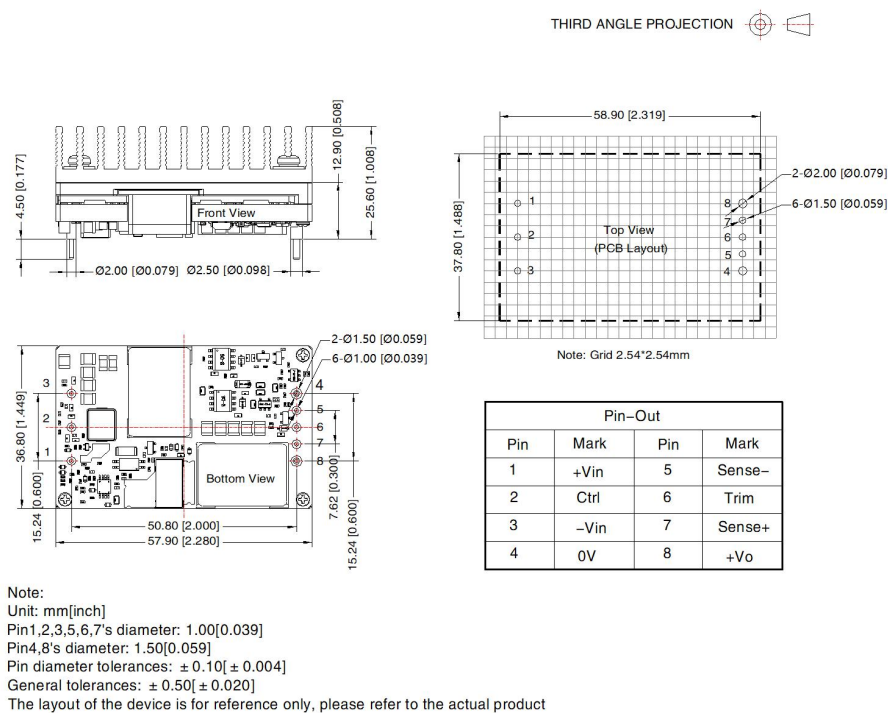 THIRD ANGLE PROJECTION
4.50 [0.177]
12.90 [0.508]
25.60 [1.008]
Front View
Ø2.00 [Ø0.079]
Ø2.50 [Ø0.098]
58.90 [2.319]
37.80 [1.488]
2-Ø2.00 [Ø0.079]
6-Ø1.50 [Ø0.059]
1
2
3
8
7
6
5
4
Top View
(PCB Layout)
Note: Grid 2.54*2.54mm
2-Ø1.50 [Ø0.059]
6-Ø1.00 [Ø0.039]
3
2
1
4
5
6
7
8
36.80 [1.449]
15.24 [0.600]
Bottom View
7.62 [0.300]
15.24 [0.600]
50.80 [2.000]
57.90 [2.280]
Pin-Out
Pin Mark Pin Mark
1 +Vin 5 Sense-
2 Ctrl 6 Trim
3 -Vin 7 Sense+
4 0V 8 +Vo
Note:
Unit: mm[inch]
Pin1,2,3,5,6,7's diameter: 1.00[0.039]
Pin4,8's diameter: 1.50[0.059]
Pin diameter tolerances: ±0.10[±0.004]
General tolerances: ±0.50[±0.020]
The layout of the device is for reference only, please refer to the actual product